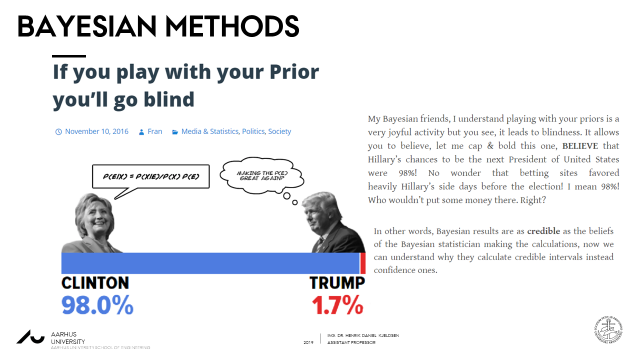 BAYESIAN METHODS
If you play with your Prior
you'll go blind
November 10, 2016 Fran Media & Statistics, Politics, Society
P(E|X) = P(X|E)/P(X) P(E)
MAKING THE P(E)
GREAT AGAIN!
CLINTON
98.0%
TRUMP
1.7%
My Bayesian friends, I understand playing with your priors is a
very joyful activity but you see, it leads to blindness. It allows
you to believe, let me cap & bold this one, BELIEVE that
Hillary's chances to be the next President of United States
were 98%! No wonder that betting sites favored
heavily Hillary's side days before the election! I mean 98%!
Who wouldn't put some money there. Right?
In other words, Bayesian results are as credible as the beliefs
of the Bayesian statistician making the calculations, now we
can understand why they calculate credible intervals instead
confidence ones.
AARHUS
UNIVERSITY
2019
ASSISTANT PROFESSOR